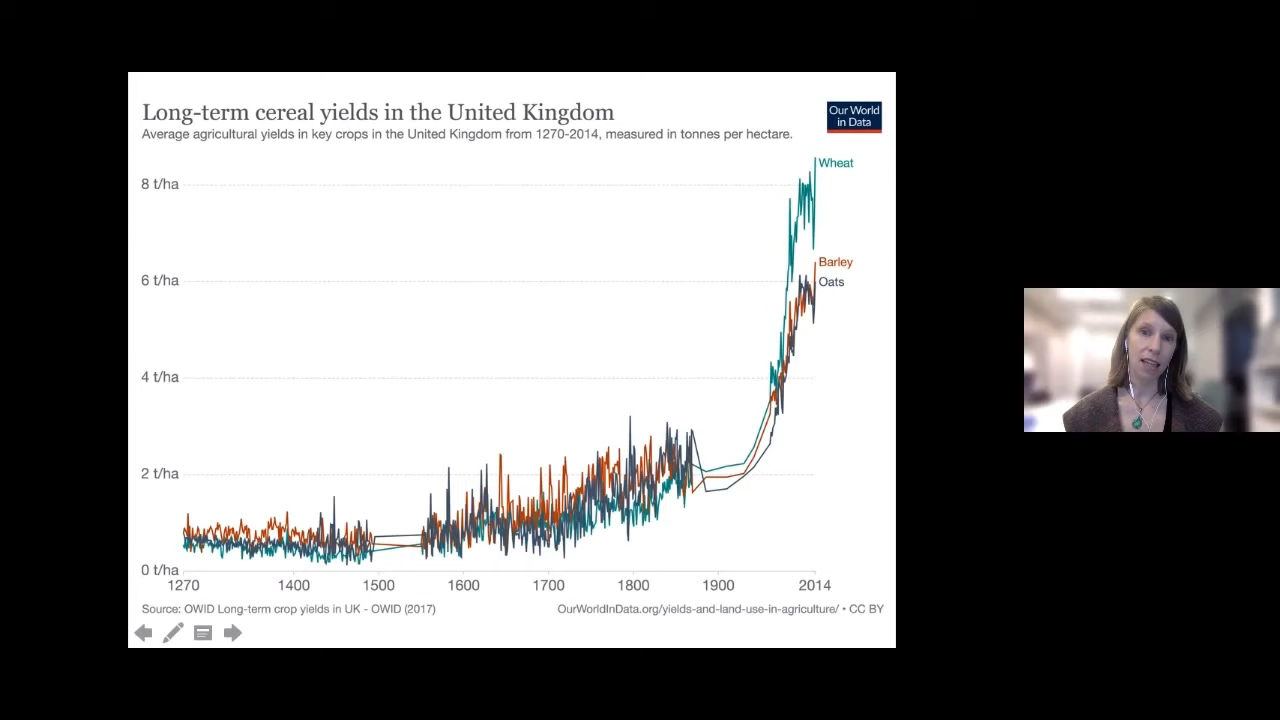 Long-term cereal yields in the United Kingdom
Average agricultural yields in key crops in the United Kingdom from 1270-2014, measured in tonnes per hectare.
Our World
in Data
Wheat
8 t/ha
Barley
6 t/ha
Oats
4 t/ha
2 t/ha
0 t/ha
1270 1400 1500 1600 1700 1800 1900 2014
Source: OWID Long-term crop yields in UK - OWID (2017) OurWorldInData.org/yields-and-land-use-in-agriculture/ • CC BY